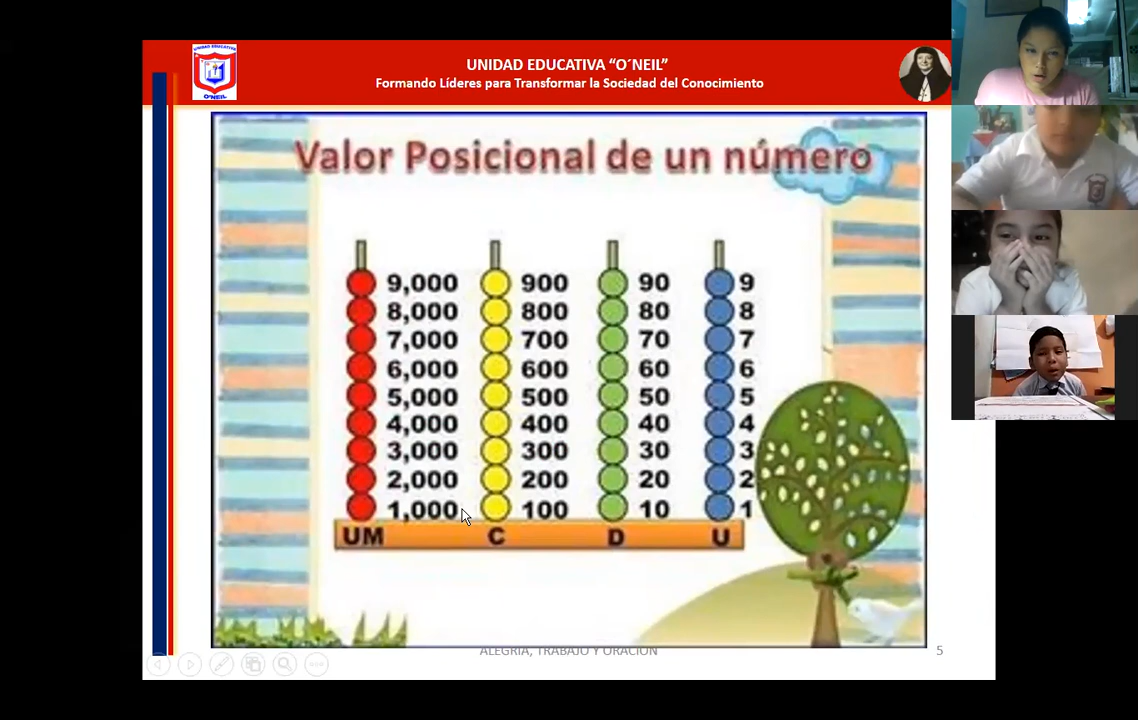 UNIDAD EDUCATIVA
O´NEIL
UNIDAD EDUCATIVA “O´NEIL”
Formando Líderes para Transformar la Sociedad del Conocimiento
Valor Posicional de un número
9,000 900 90 9
8,000 800 80 8
7,000 700 70 7
6,000 600 60 6
5,000 500 50 5
4,000 400 40 4
3,000 300 30 3
2,000 200 20 2
1,000 100 10 1
UM C D U
ALEGRIA, TRABAJO Y ORACION 5